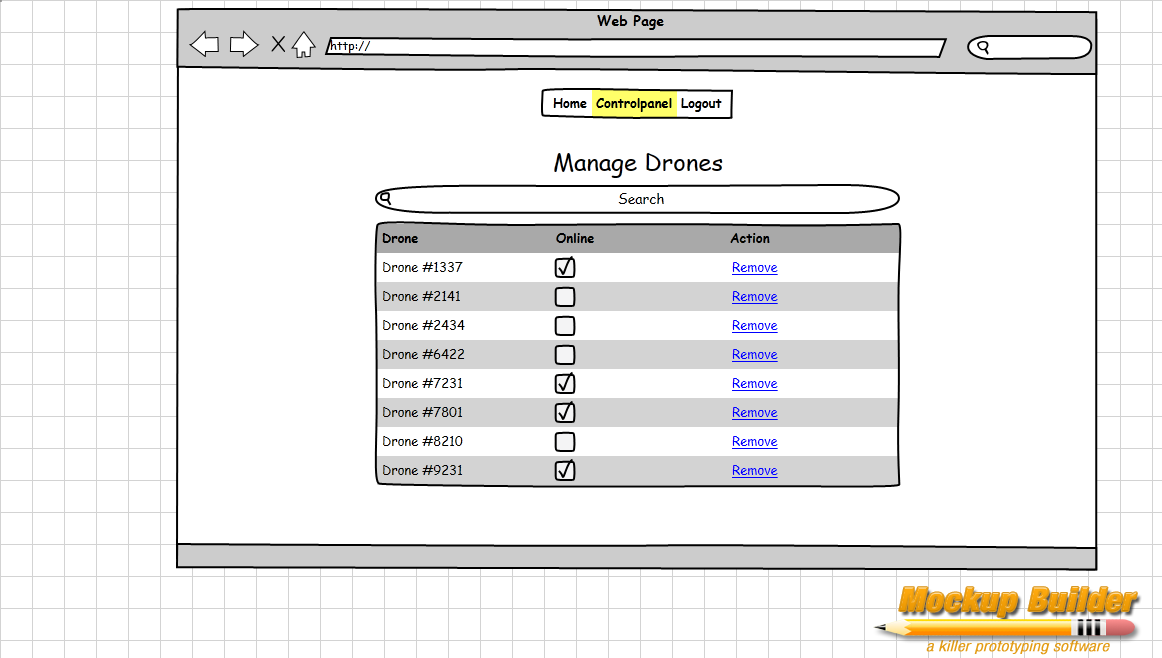 Web Page
http://
Home Controlpanel Logout
Manage Drones
Search
Drone Online Action
Drone #1337 Remove
Drone #2141 Remove
Drone #2434 Remove
Drone #6422 Remove
Drone #7231 Remove
Drone #7801 Remove
Drone #8210 Remove
Drone #9231 Remove
Mockup Builder
a killer prototyping software